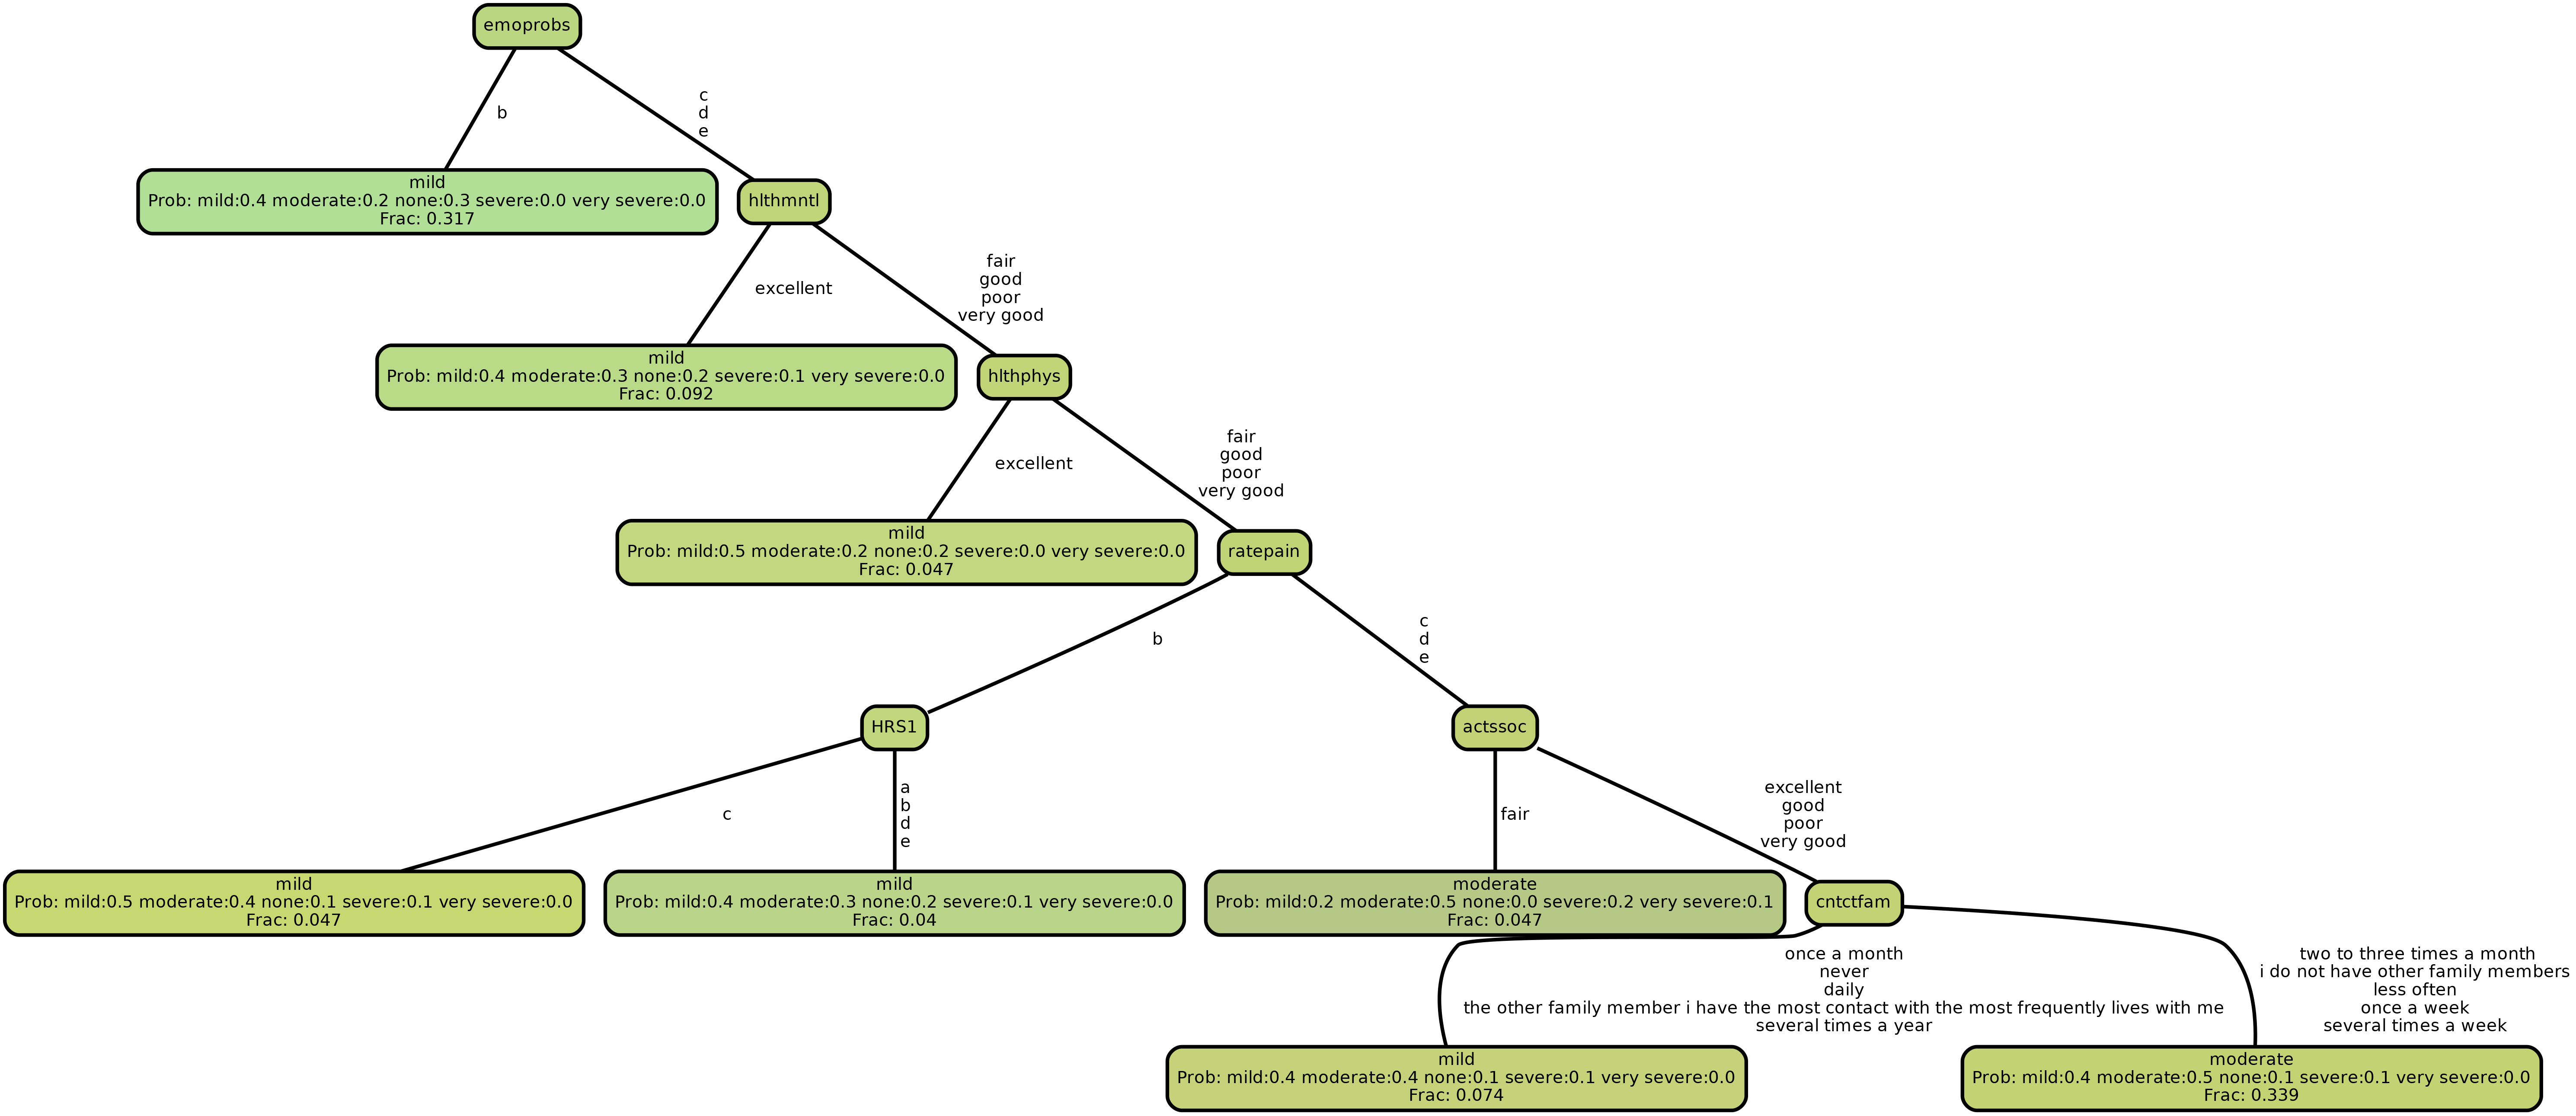 emoprobs
b
c
d
e
mild
Prob: mild:0.4 moderate:0.2 none:0.3 severe:0.0 very severe:0.0
Frac: 0.317
hlthmntl
excellent
fair
good
poor
very good
mild
Prob: mild:0.4 moderate:0.3 none:0.2 severe:0.1 very severe:0.0
Frac: 0.092
hlthphys
excellent
fair
good
poor
very good
mild
Prob: mild:0.5 moderate:0.2 none:0.2 severe:0.0 very severe:0.0
Frac: 0.047
ratepain
b
c
d
e
HRS1
actssoc
c
a
b
d
e
fair
excellent
good
poor
very good
mild
Prob: mild:0.5 moderate:0.4 none:0.1 severe:0.1 very severe:0.0
Frac: 0.047
mild
Prob: mild:0.4 moderate:0.3 none:0.2 severe:0.1 very severe:0.0
Frac: 0.04
moderate
Prob: mild:0.2 moderate:0.5 none:0.0 severe:0.2 very severe:0.1
Frac: 0.047
cntctfam
once a month
never
daily
the other family member i have the most contact with the most frequently lives with me
several times a year
two to three times a month
i do not have other family members
less often
once a week
several times a week
mild
Prob: mild:0.4 moderate:0.4 none:0.1 severe:0.1 very severe:0.0
Frac: 0.074
moderate
Prob: mild:0.4 moderate:0.5 none:0.1 severe:0.1 very severe:0.0
Frac: 0.339